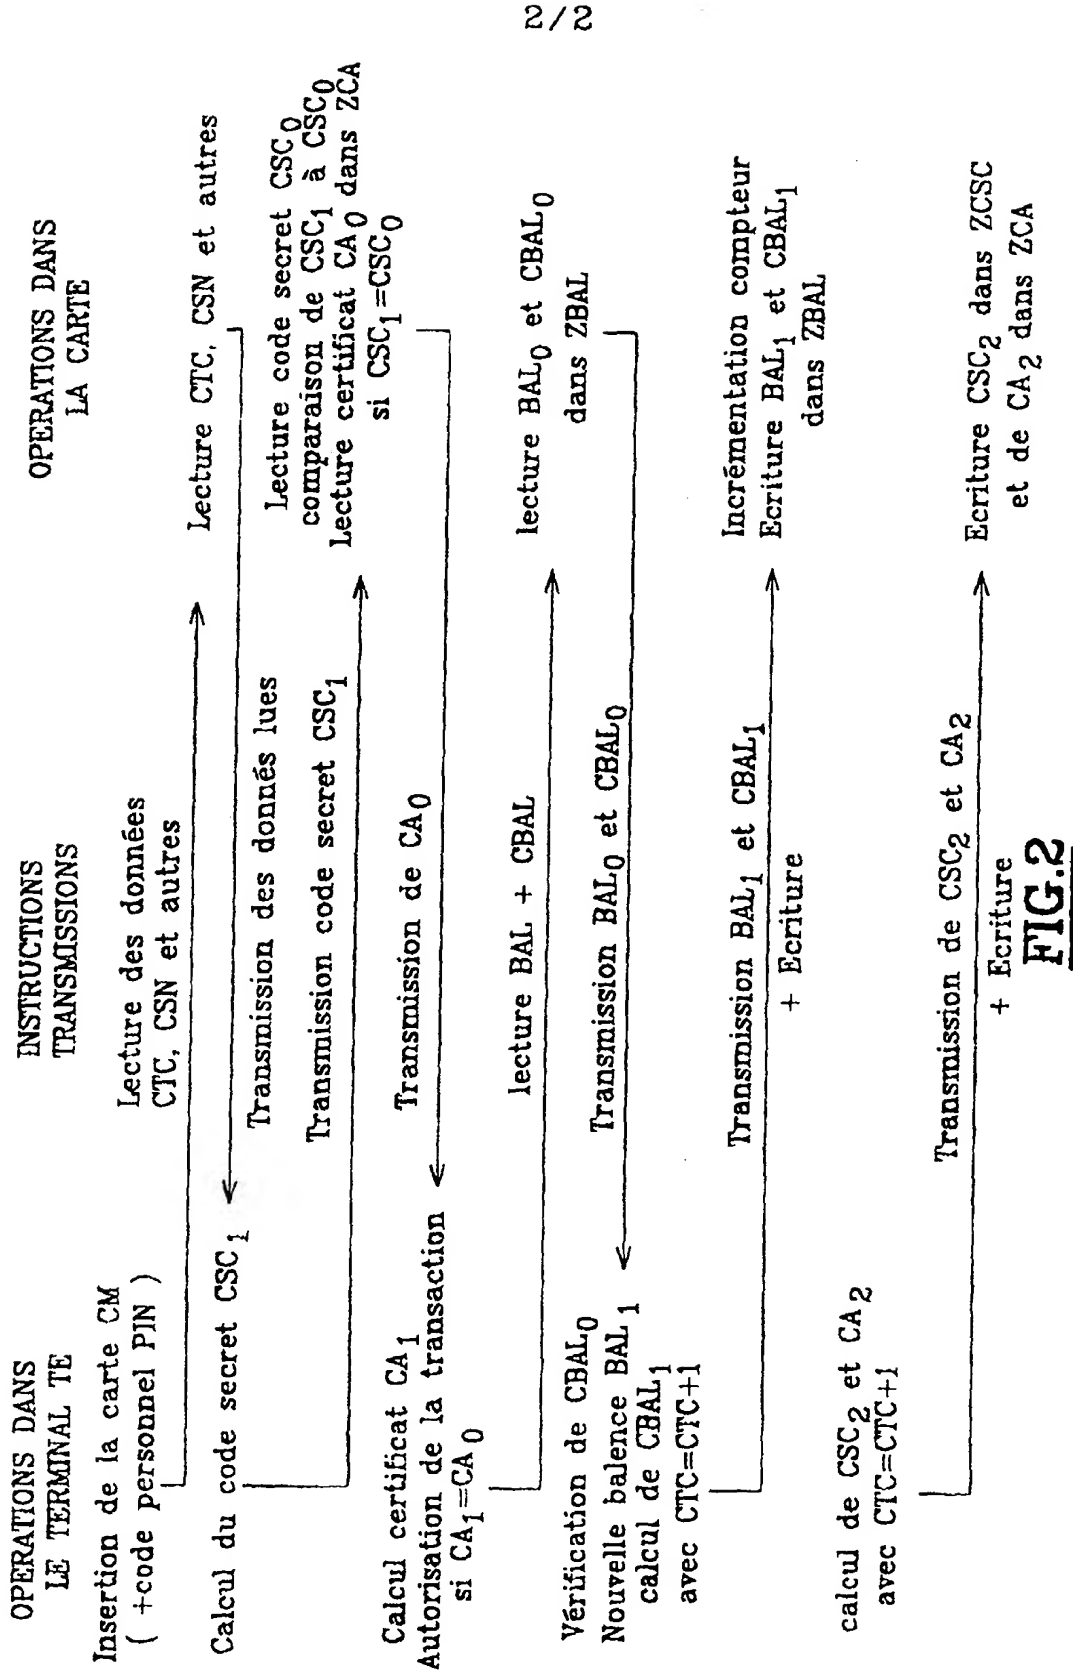 2/2
OPERATIONS DANS
LE TERMINAL TE
INSTRUCTIONS
TRANSMISSIONS
OPERATIONS DANS
LA CARTE
Insertion de la carte CM
( +code personnel PIN )
Lecture des données
CTC, CSN et autres
Lecture CTC, CSN et autres
Calcul du code secret CSC1
Transmission des donnés lues
Transmission code secret CSC1
Lecture code secret CSC0
comparaison de CSC1 à CSC0
Lecture certificat CA0 dans ZCA
si CSC1=CSC0
Calcul certificat CA1
Autorisation de la transaction
si CA1=CA0
Transmission de CA0
lecture BAL + CBAL
lecture BAL0 et CBAL0
dans ZBAL
Vérification de CBAL0
Nouvelle balence BAL1
calcul de CBAL1
avec CTC=CTC+1
Transmission BAL0 et CBAL0
Transmission BAL1 et CBAL1
+ Ecriture
Incrémentation compteur
Ecriture BAL1 et CBAL1
dans ZBAL
calcul de CSC2 et CA2
avec CTC=CTC+1
Transmission de CSC2 et CA2
+ Ecriture
Ecriture CSC2 dans ZCSC
et de CA2 dans ZCA
FIG.2